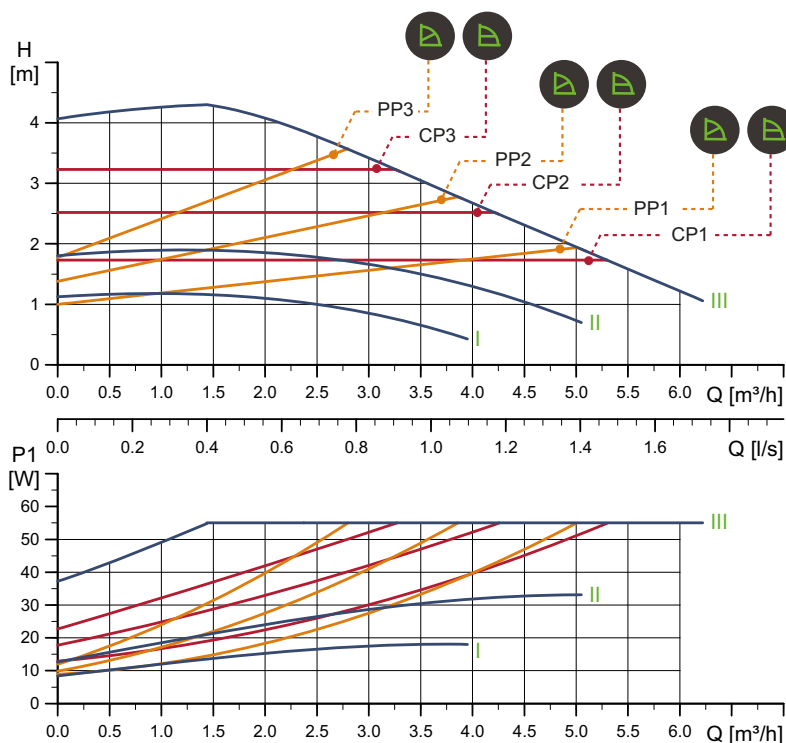 H
[m]
PP3
CP3
PP2
CP2
PP1
CP1
4
3
2
1
0
I
II
III
0.0 0.5 1.0 1.5 2.0 2.5 3.0 3.5 4.0 4.5 5.0 5.5 6.0 Q [m³/h]
0.0 0.2 0.4 0.6 0.8 1.0 1.2 1.4 1.6 Q [l/s]
P1
[W]
60
50
40
30
20
10
0
III
II
I
0.0 0.5 1.0 1.5 2.0 2.5 3.0 3.5 4.0 4.5 5.0 5.5 6.0 Q [m³/h]